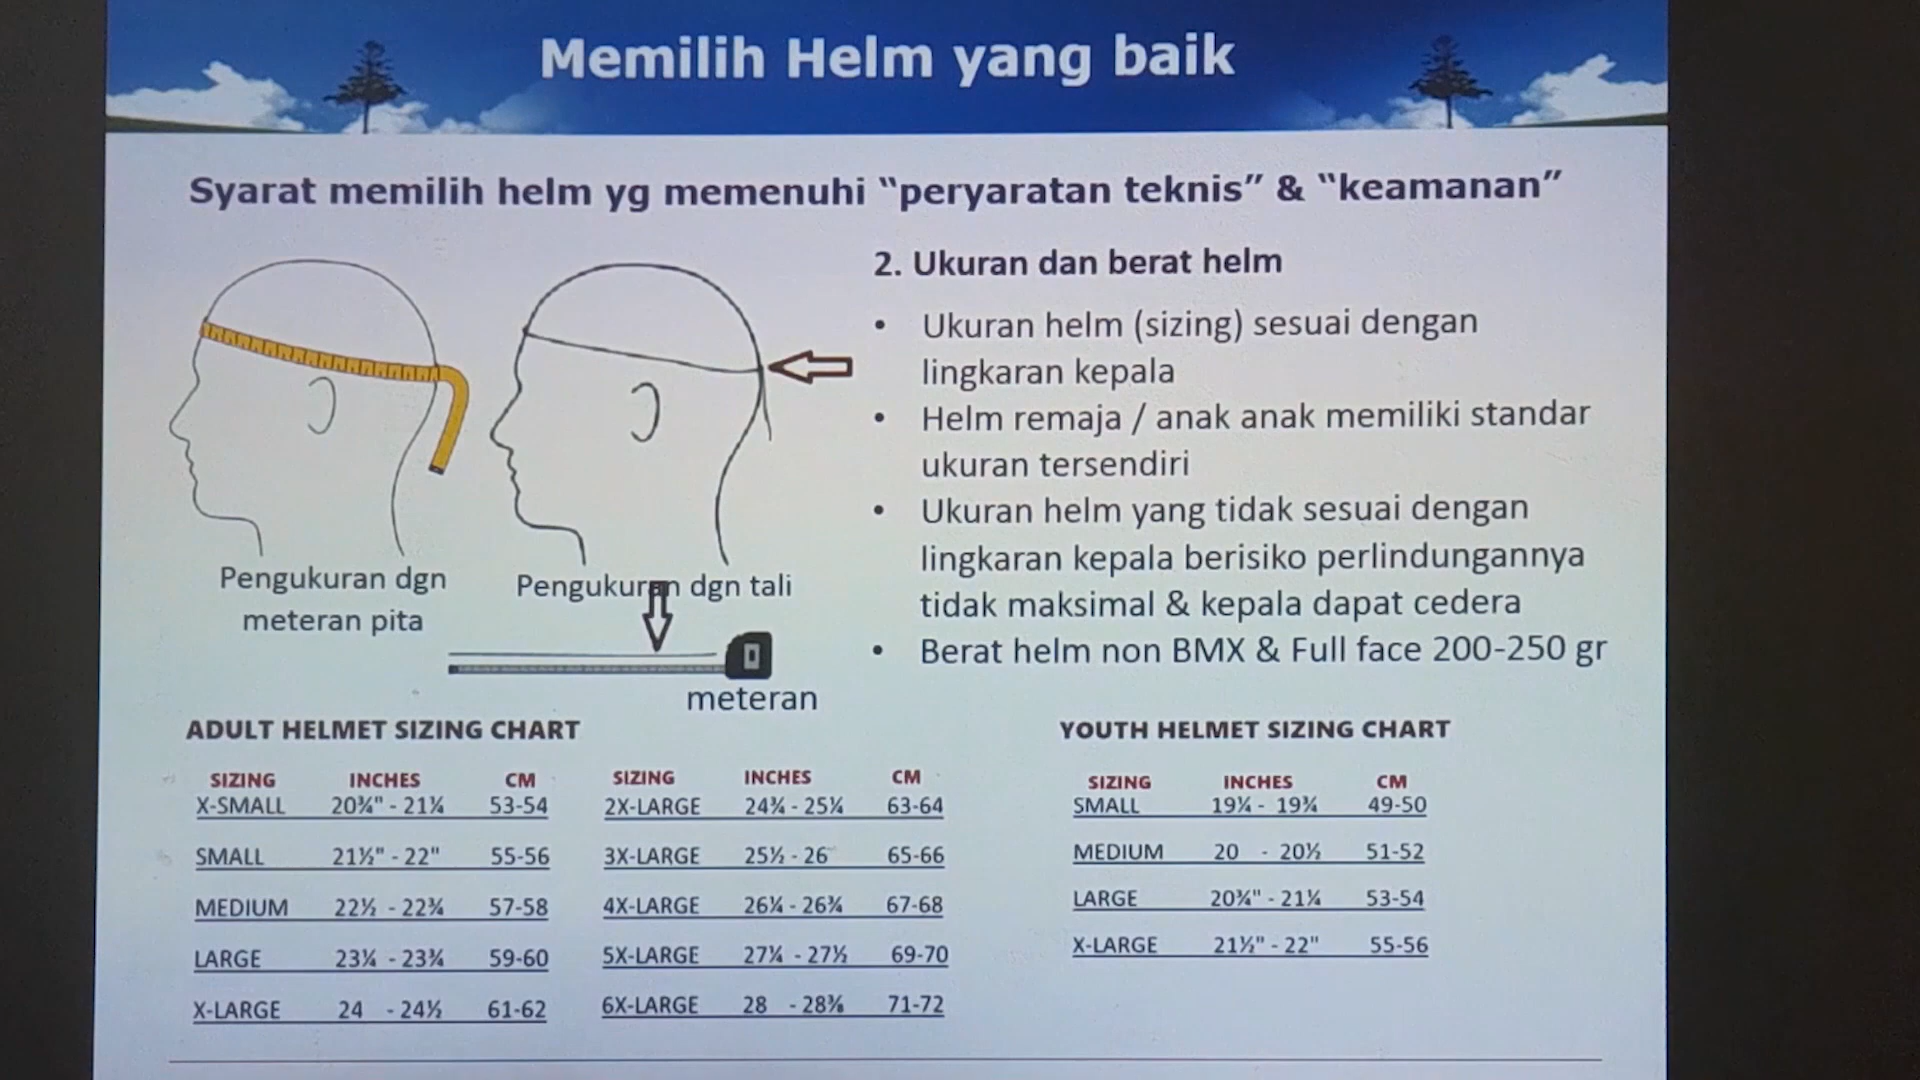 Memilih Helm yang baik
Syarat memilih helm yg memenuhi “peryaratan teknis” & “keamanan”
2. Ukuran dan berat helm
• Ukuran helm (sizing) sesuai dengan
lingkaran kepala
• Helm remaja / anak anak memiliki standar
ukuran tersendiri
• Ukuran helm yang tidak sesuai dengan
lingkaran kepala berisiko perlindungannya
tidak maksimal & kepala dapat cedera
• Berat helm non BMX & Full face 200-250 gr
Pengukuran dgn
meteran pita
Pengukuran dgn tali
meteran
ADULT HELMET SIZING CHART
SIZING INCHES CM
X-SMALL 20¾" - 21¼ 53-54
SMALL 21½" - 22" 55-56
MEDIUM 22½ - 22¾ 57-58
LARGE 23¼ - 23¾ 59-60
X-LARGE 24 - 24½ 61-62
SIZING INCHES CM
2X-LARGE 24¾ - 25¼ 63-64
3X-LARGE 25½ - 26 65-66
4X-LARGE 26¼ - 26¾ 67-68
5X-LARGE 27¼ - 27½ 69-70
6X-LARGE 28 - 28⅜ 71-72
YOUTH HELMET SIZING CHART
SIZING INCHES CM
SMALL 19¼ - 19¾ 49-50
MEDIUM 20 - 20½ 51-52
LARGE 20¾" - 21¼ 53-54
X-LARGE 21½" - 22" 55-56